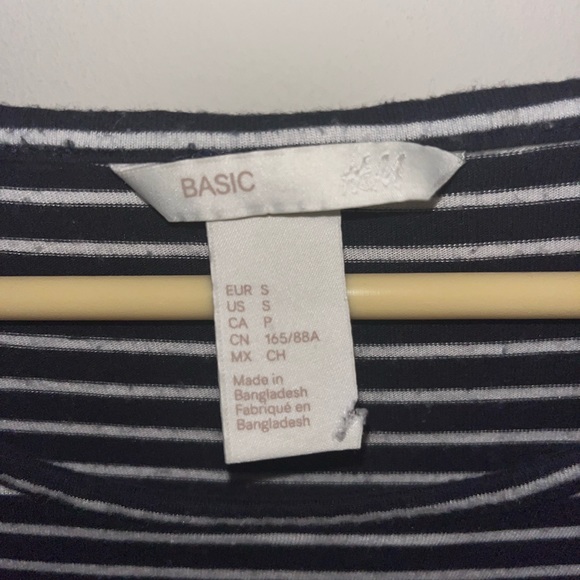 BASIC
EUR S
US S
CA P
CN 165/88A
MX CH
Made in
Bangladesh
Fabriqué en
Bangladesh